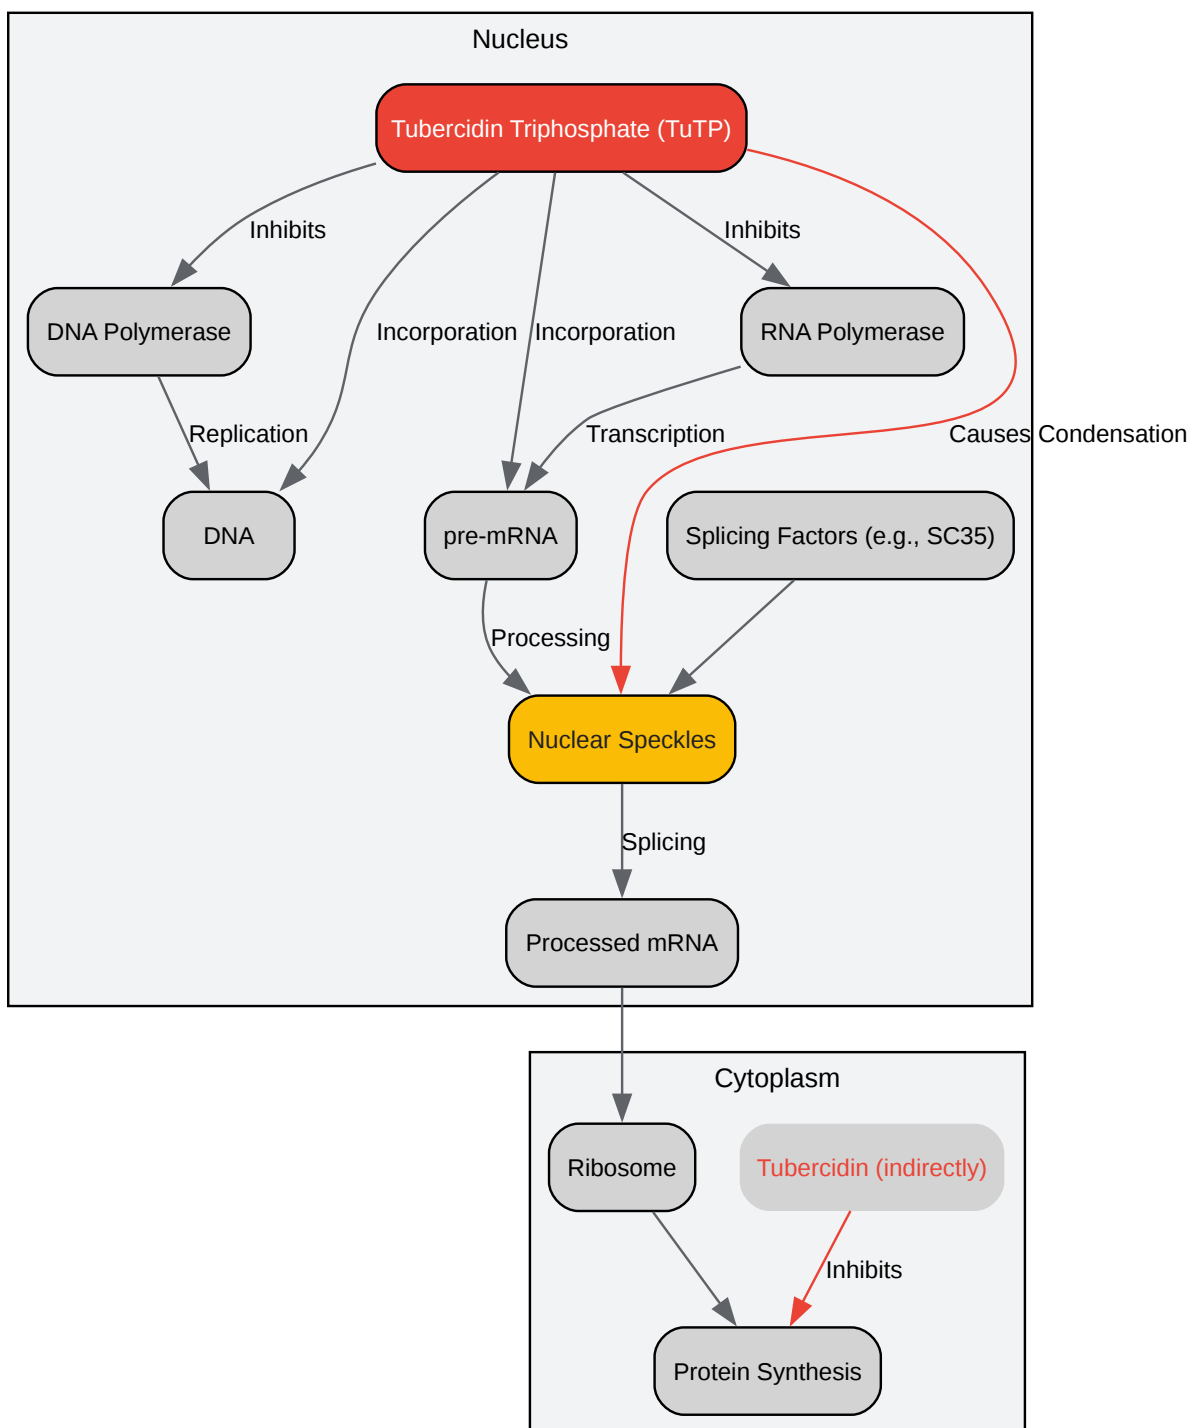 Nucleus
Tubercidin Triphosphate (TuTP)
Inhibits
Inhibits
DNA Polymerase
Incorporation
Incorporation
RNA Polymerase
Replication
Transcription
Causes Condensation
DNA
pre-mRNA
Splicing Factors (e.g., SC35)
Processing
Nuclear Speckles
Splicing
Processed mRNA
Cytoplasm
Ribosome
Tubercidin (indirectly)
Inhibits
Protein Synthesis